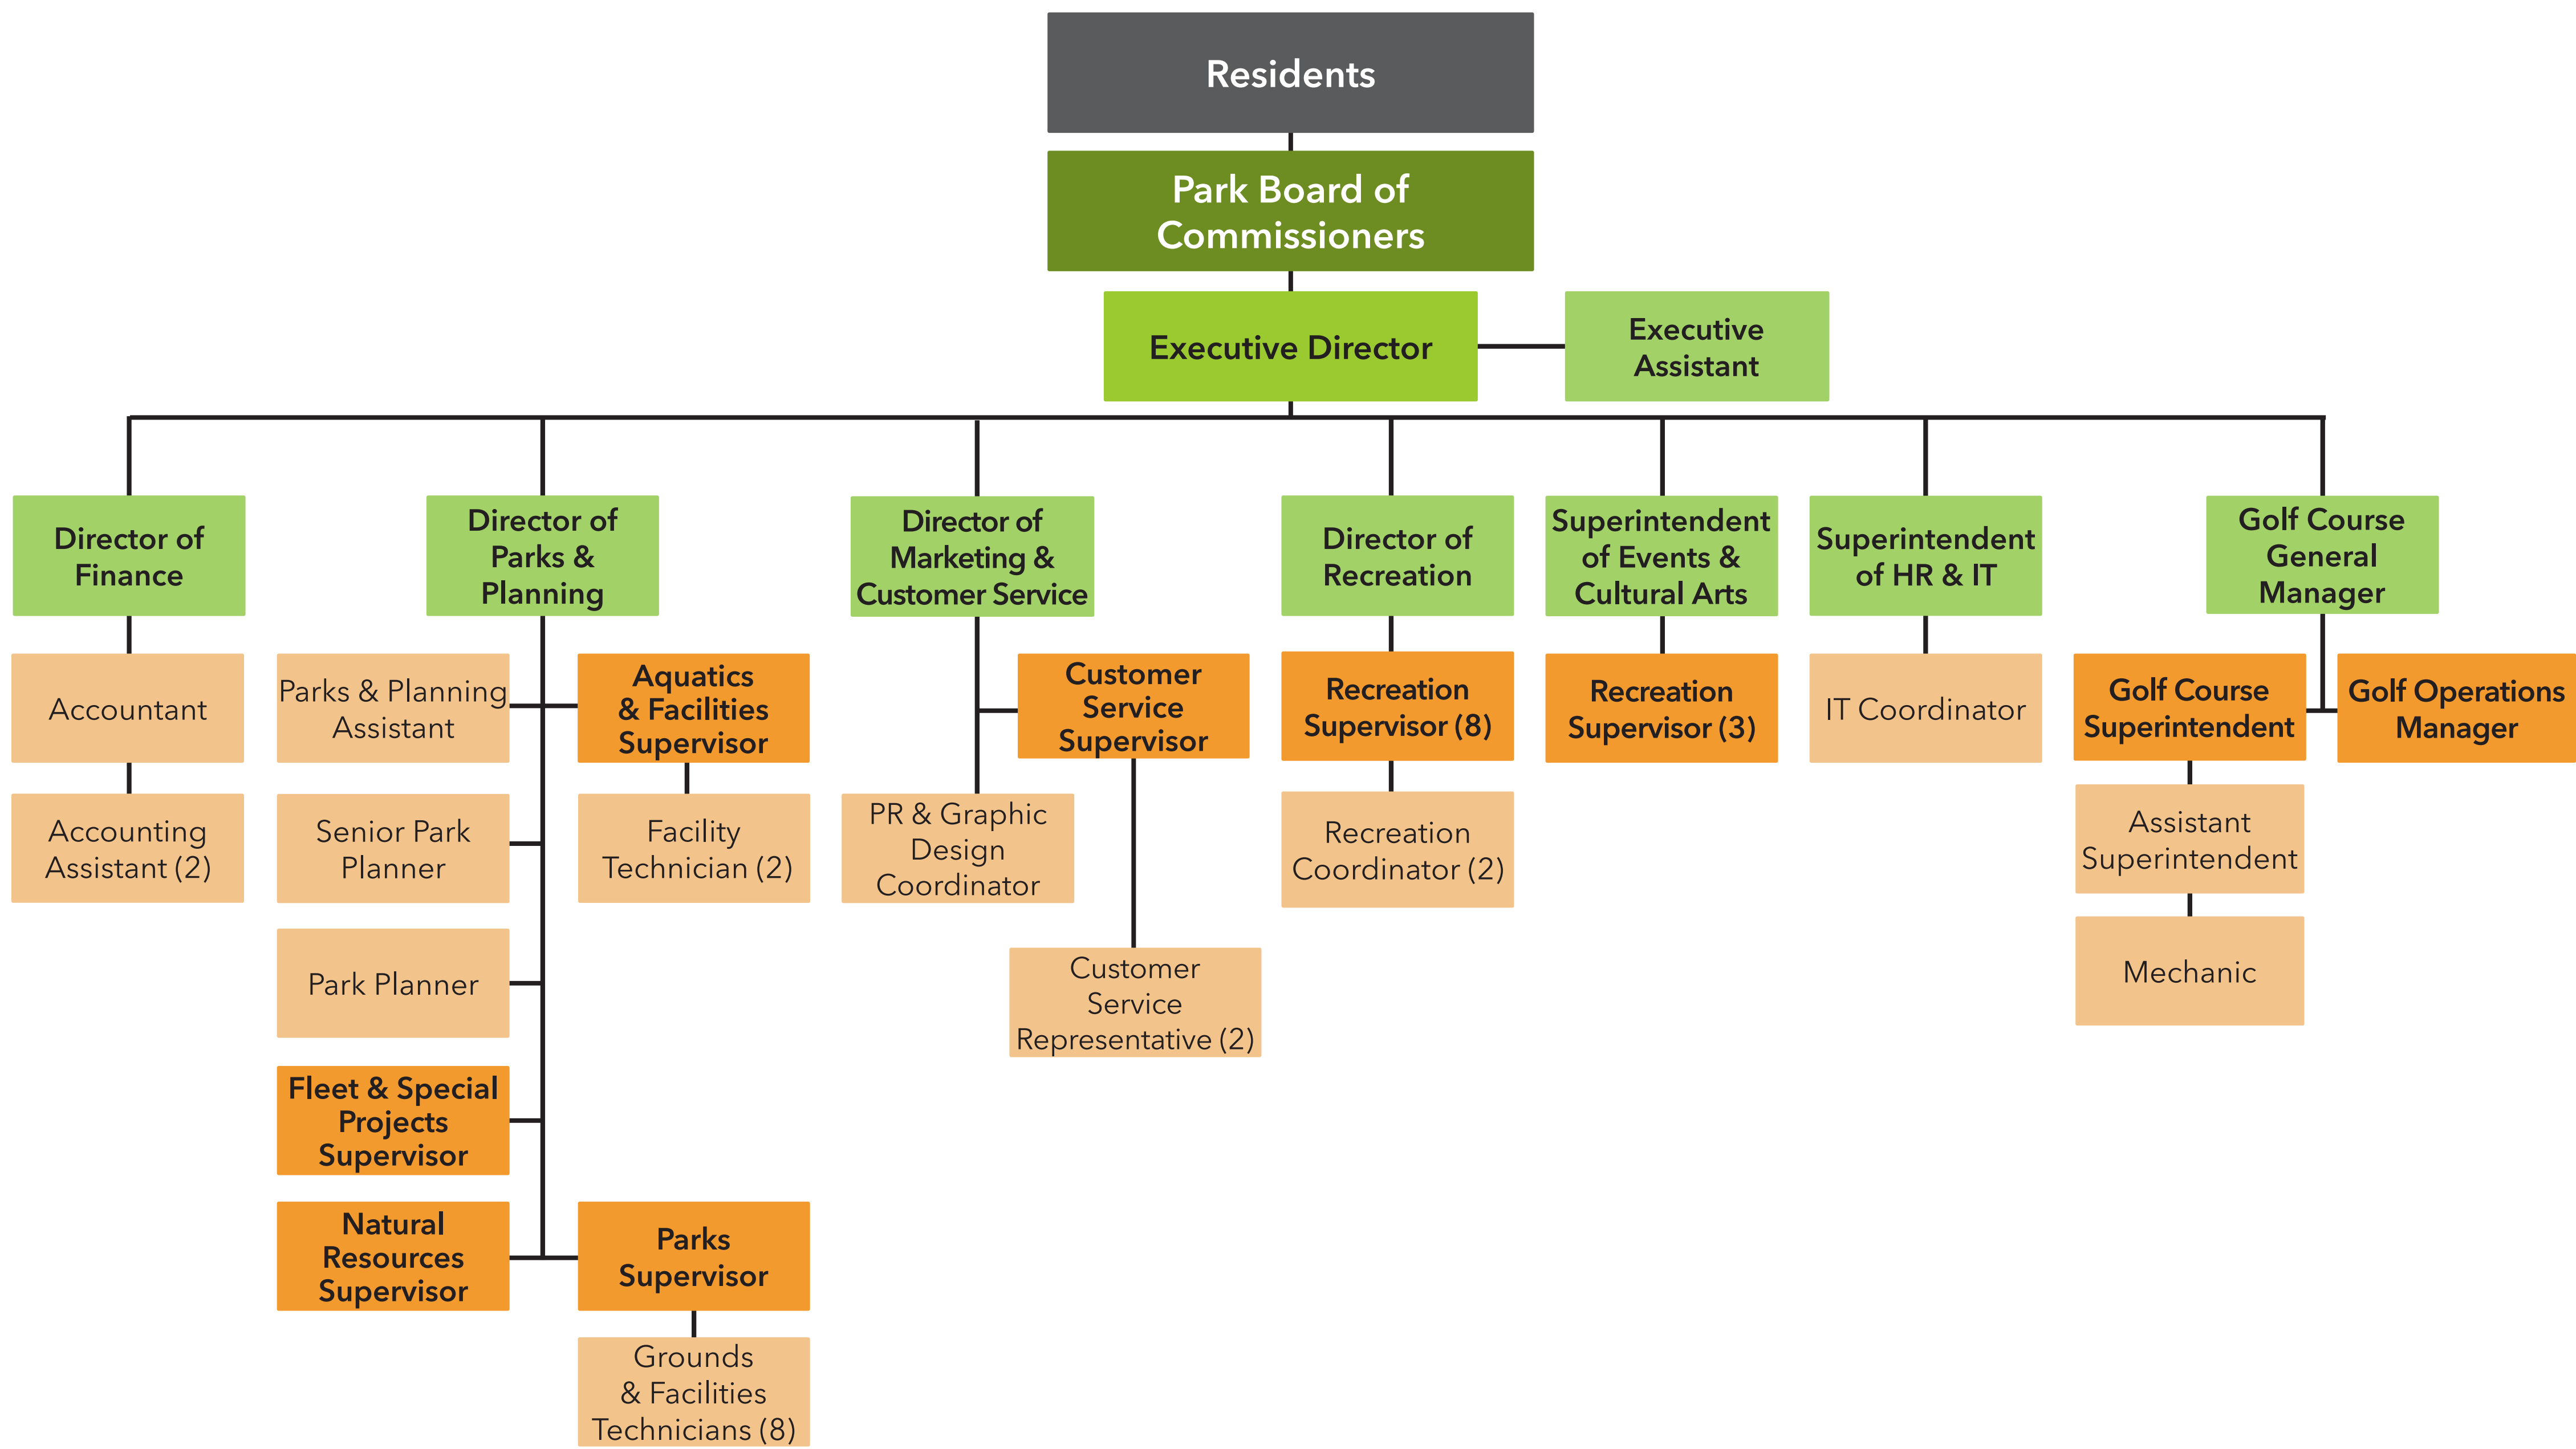 Residents
Park Board of
Commissioners
Executive Director
Executive
Assistant
Director of
Finance
Director of
Parks &
Planning
Director of
Marketing &
Customer Service
Director of
Recreation
Superintendent
of Events &
Cultural Arts
Superintendent
of HR & IT
Golf Course
General
Manager
Accountant
Parks & Planning
Assistant
Aquatics
& Facilities
Supervisor
Customer
Service
Supervisor
Recreation
Supervisor (8)
Recreation
Supervisor (3)
IT Coordinator
Golf Course
Superintendent
Golf Operations
Manager
Accounting
Assistant (2)
Senior Park
Planner
Facility
Technician (2)
PR & Graphic
Design
Coordinator
Recreation
Coordinator (2)
Assistant
Superintendent
Park Planner
Customer
Service
Representative (2)
Mechanic
Fleet & Special
Projects
Supervisor
Natural
Resources
Supervisor
Parks
Supervisor
Grounds
& Facilities
Technicians (8)